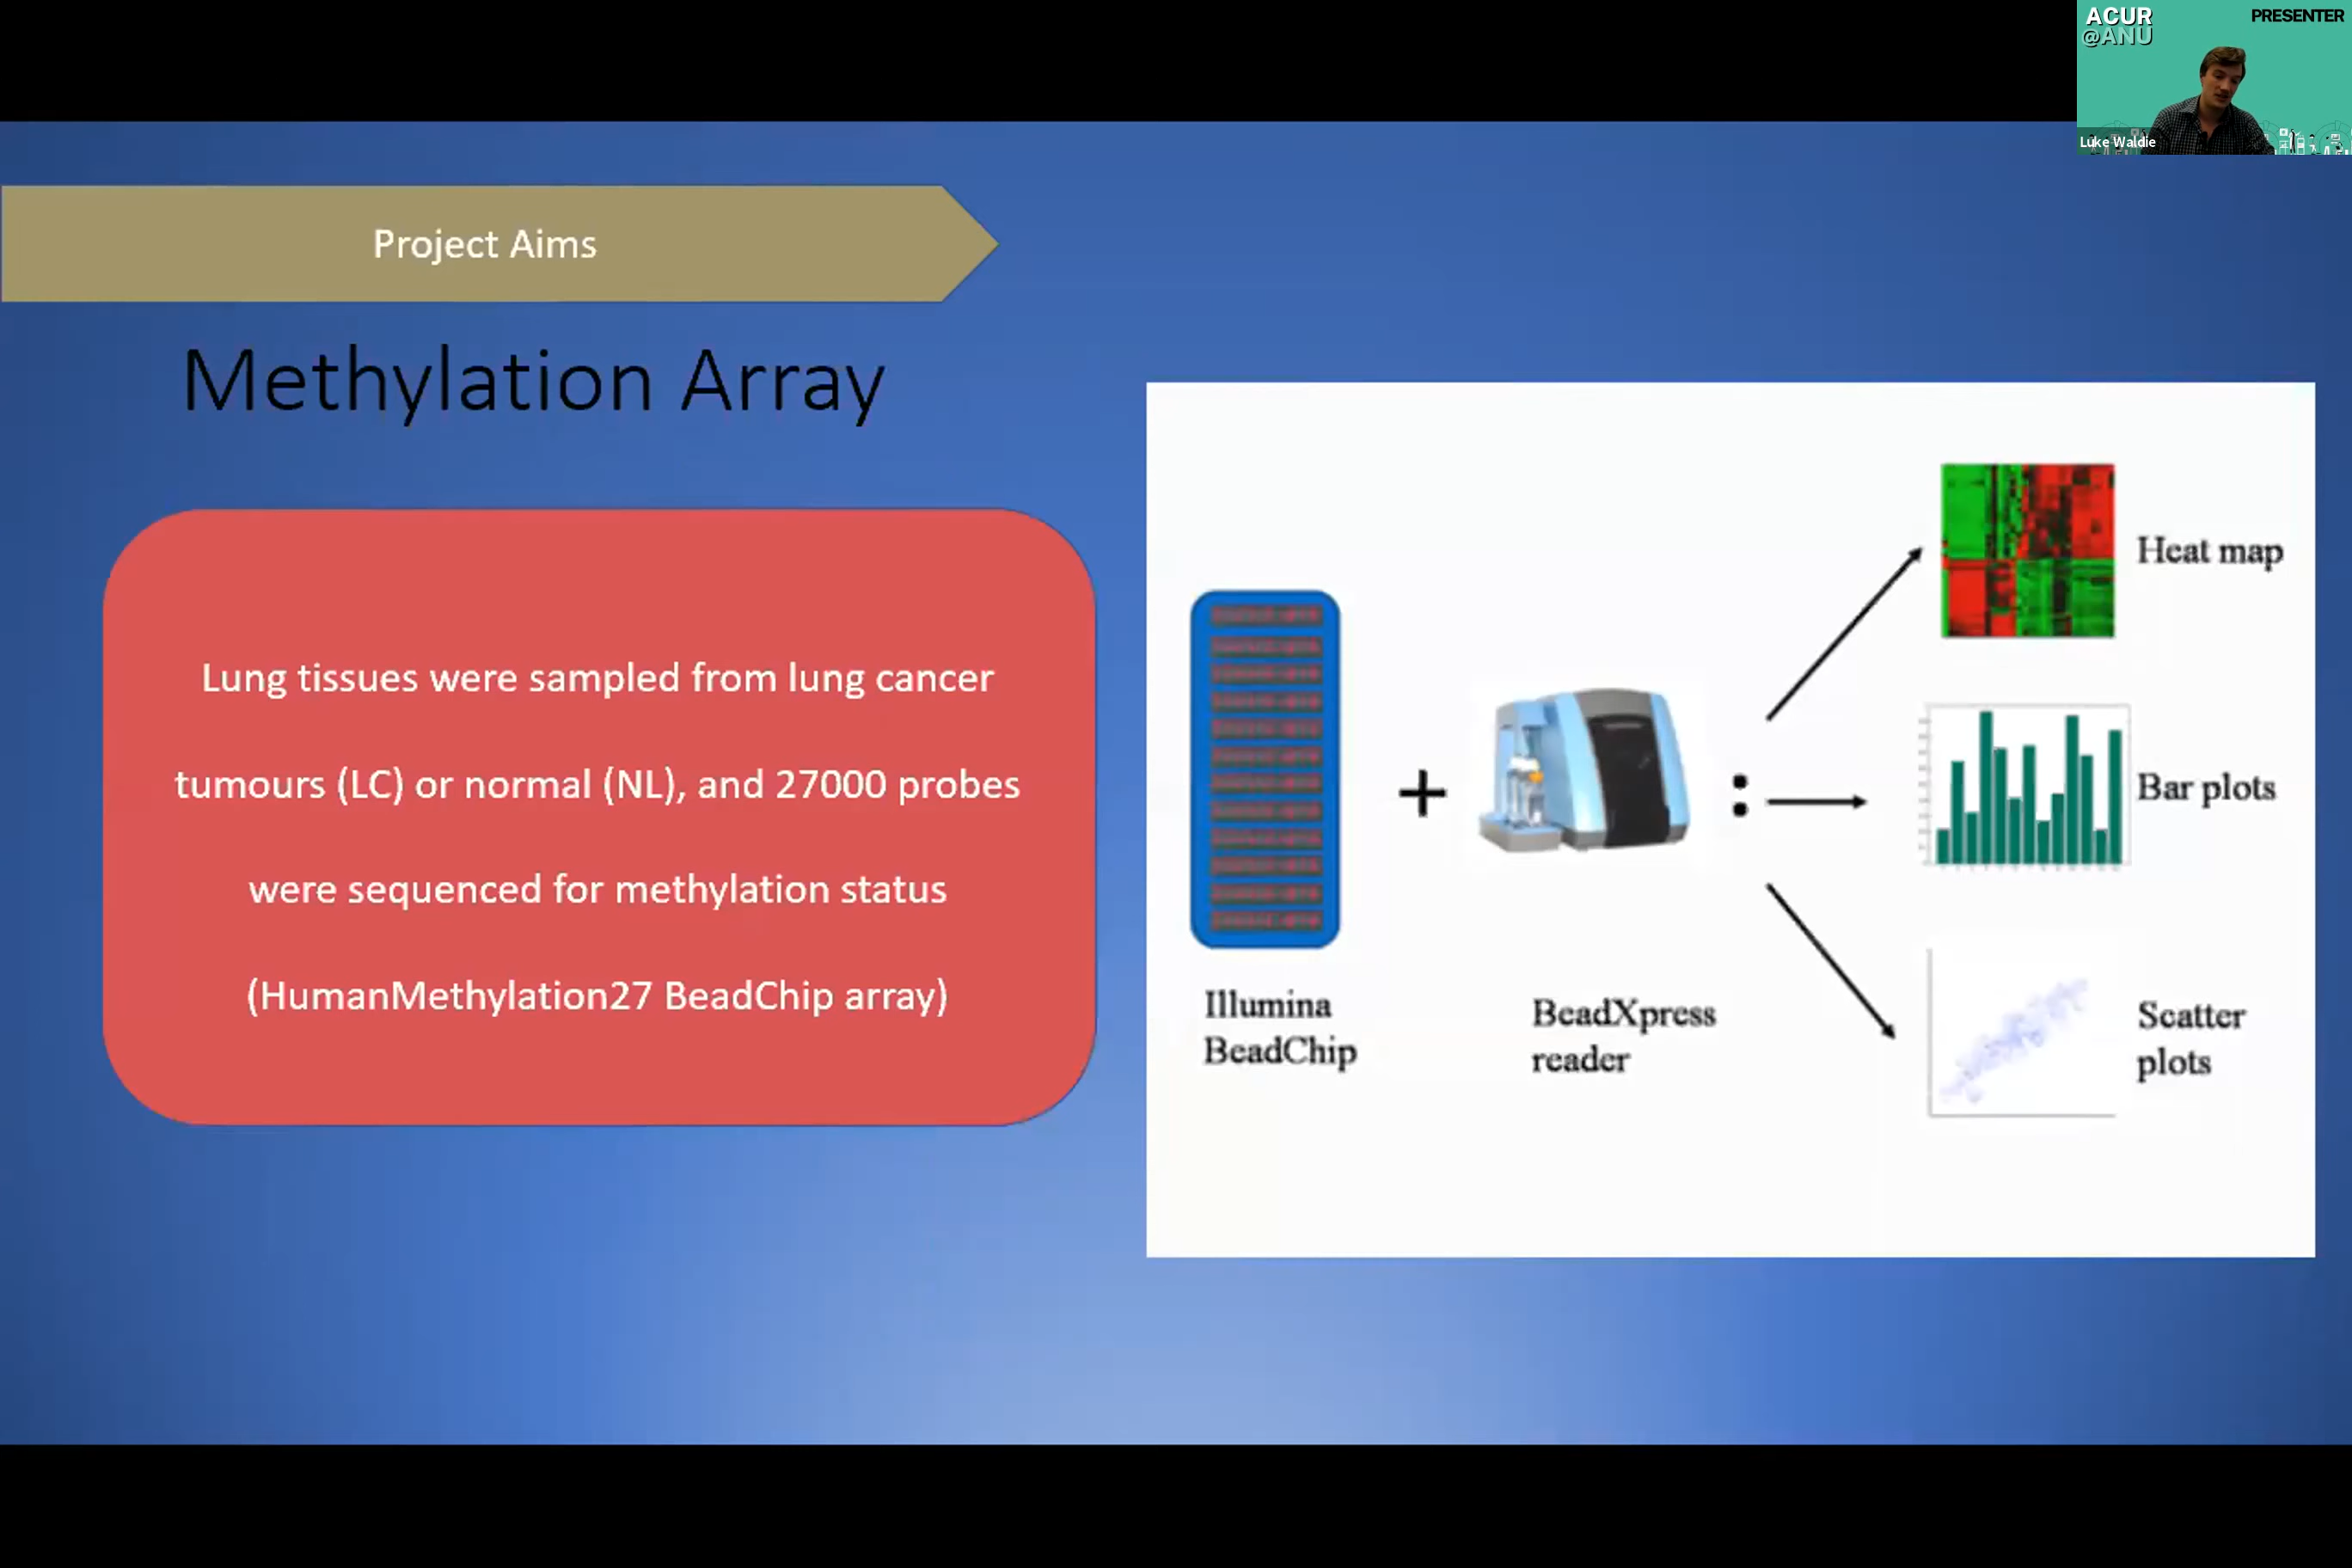 ACUR
@ANU
PRESENTER
Luke Waldie
Project Aims
Methylation Array
Lung tissues were sampled from lung cancer
tumours (LC) or normal (NL), and 27000 probes
were sequenced for methylation status
(HumanMethylation27 BeadChip array)
Illumina
BeadChip
+
BeadXpress
reader
:
Heat map
Bar plots
Scatter
plots